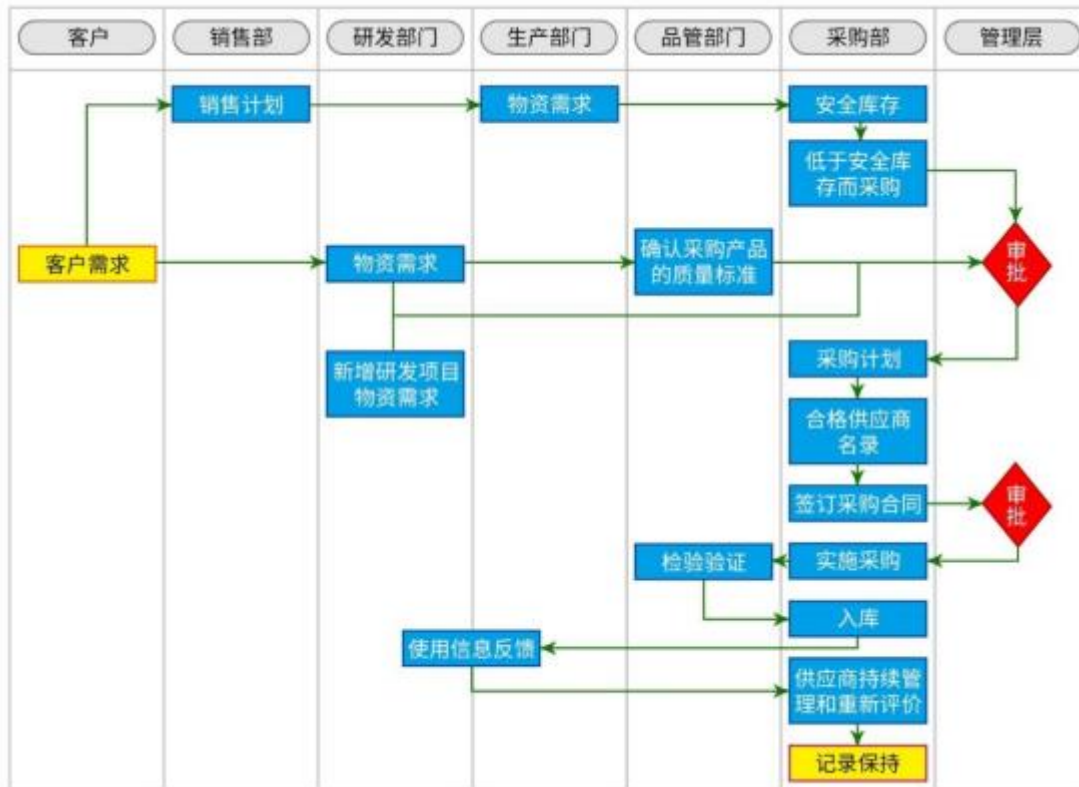 客户
销售部
研发部门
生产部门
品管部门
采购部
管理层
销售计划
物资需求
安全库存
低于安全库
存而采购
客户需求
物资需求
确认采购产品
的质量标准
审
批
采购计划
新增研发项目
物资需求
合格供应商
名录
签订采购合同
审
批
检验验证
实施采购
入库
使用信息反馈
供应商持续管
理和重新评价
记录保持